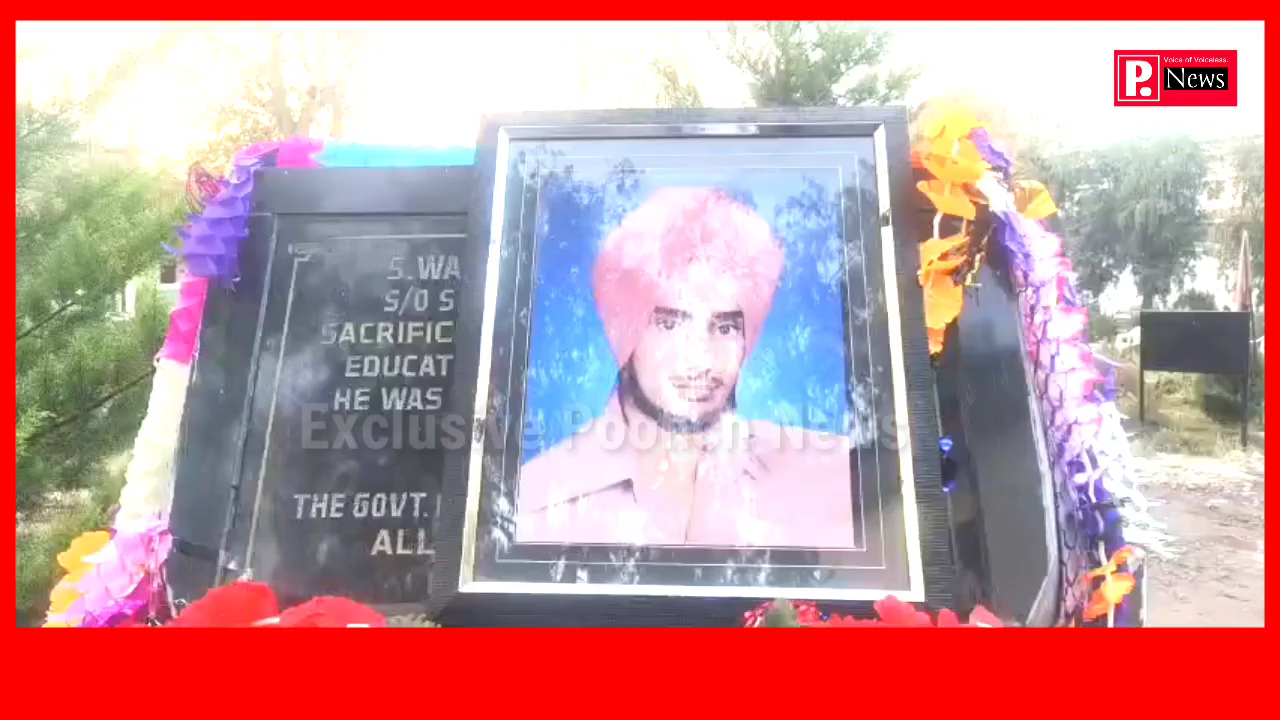 Voice of Voiceless.
P. News
S.WA
S/O S
SACRIFIC
EDUCAT
HE WAS
Exclusive Poonch News
THE GOVT.
ALL